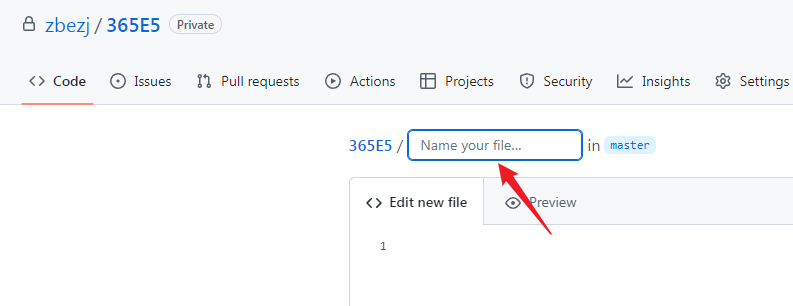 zbezj / 365E5 Private
Code Issues Pull requests Actions Projects Security Insights Settings
365E5 / Name your file... in master
Edit new file Preview
1